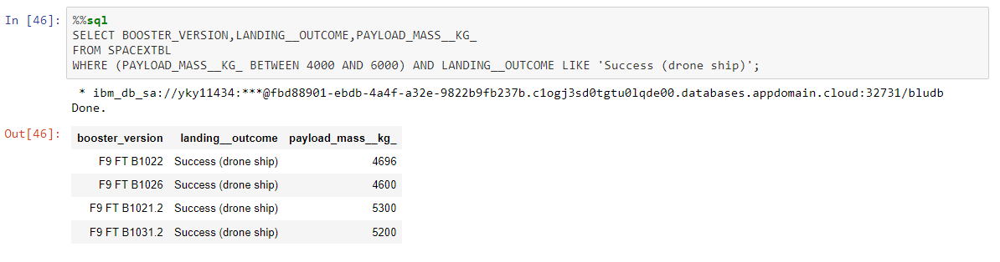 In [46]: %%sql
SELECT BOOSTER_VERSION,LANDING__OUTCOME,PAYLOAD_MASS__KG_
FROM SPACEXTBL
WHERE (PAYLOAD_MASS__KG_ BETWEEN 4000 AND 6000) AND LANDING__OUTCOME LIKE 'Success (drone ship)';
* ibm_db_sa://yky11434:***@fbd88901-ebdb-4a4f-a32e-9822b9fb237b.c1ogj3sd0tgtu0lqde00.databases.appdomain.cloud:32731/bludb
Done.
Out[46]: booster_version landing__outcome payload_mass__kg_
F9 FT B1022 Success (drone ship) 4696
F9 FT B1026 Success (drone ship) 4600
F9 FT B1021.2 Success (drone ship) 5300
F9 FT B1031.2 Success (drone ship) 5200